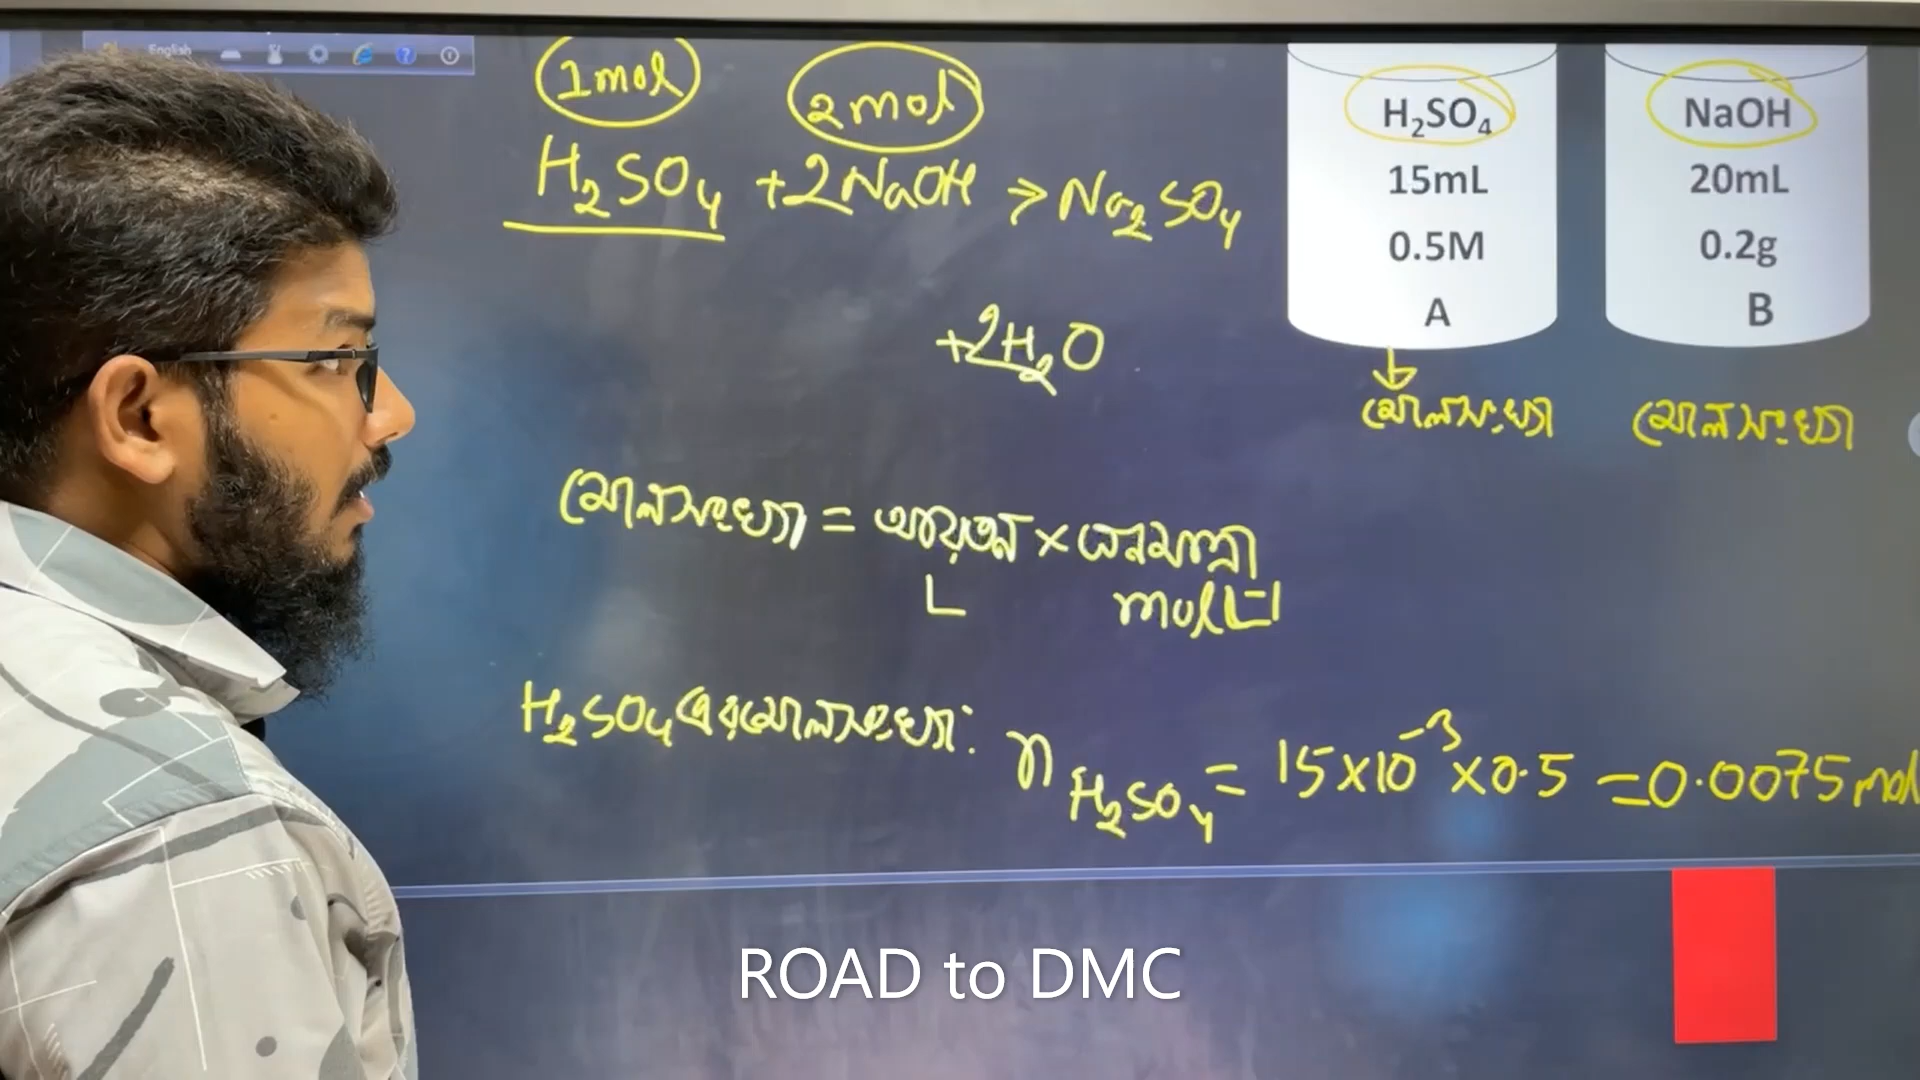 English
1mol 2mol
H₂SO₄ + 2NaOH > Na₂SO₄
+2H₂O
H₂SO₄
15mL
0.5M
A
NaOH
20mL
0.2g
B
মোলসংখ্যা মোলসংখ্যা
মোলসংখ্যা = আয়তন × ঘনমাত্রা
L molL⁻¹
H₂SO₄ এর মোলসংখ্যা: n H₂SO₄ = 15×10⁻³×0.5 = 0.0075 mol
ROAD to DMC